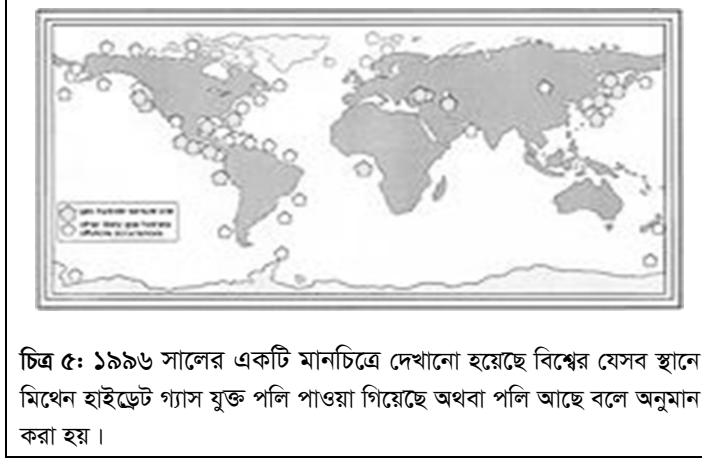 চিত্র ৫: ১৯৯৬ সালের একটি মানচিত্রে দেখানো হয়েছে বিশ্বের যেসব স্থানে
মিথেন হাইড্রেট গ্যাস যুক্ত পলি পাওয়া গিয়েছে অথবা পলি আছে বলে অনুমান
করা হয়।